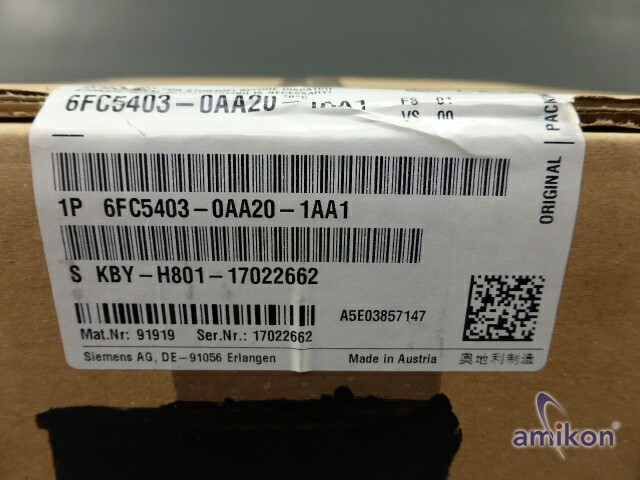 6FC5403-0AA20-1AA1 FS 01
VS 00
ORIGINAL
1P 6FC5403-0AA20-1AA1
S KBY-H801-17022662
A5E03857147
Mat.Nr: 91919 Ser.Nr.: 17022662
Siemens AG, DE-91056 Erlangen Made in Austria 奥地利制造
amikon